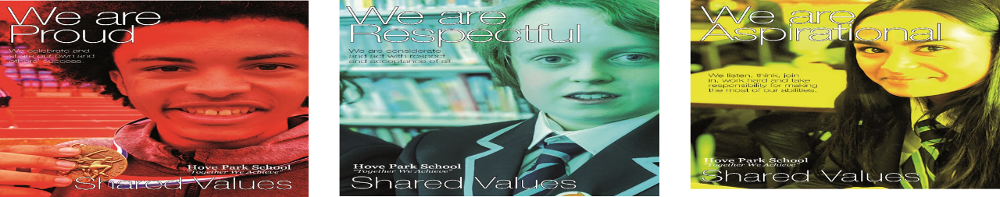 We are
Proud
We celebrate and
share our own and
others' success.
Hove Park School
"Together We Achieve"
Shared Values
We are
Respectful
We are considerate
and act with respect
and acceptance of all.
Hove Park School
"Together We Achieve"
Shared Values
We are
Aspirational
We listen, think, join
in, work hard and take
responsibility for making
the most of our abilities.
Hove Park School
"Together We Achieve"
Shared Values